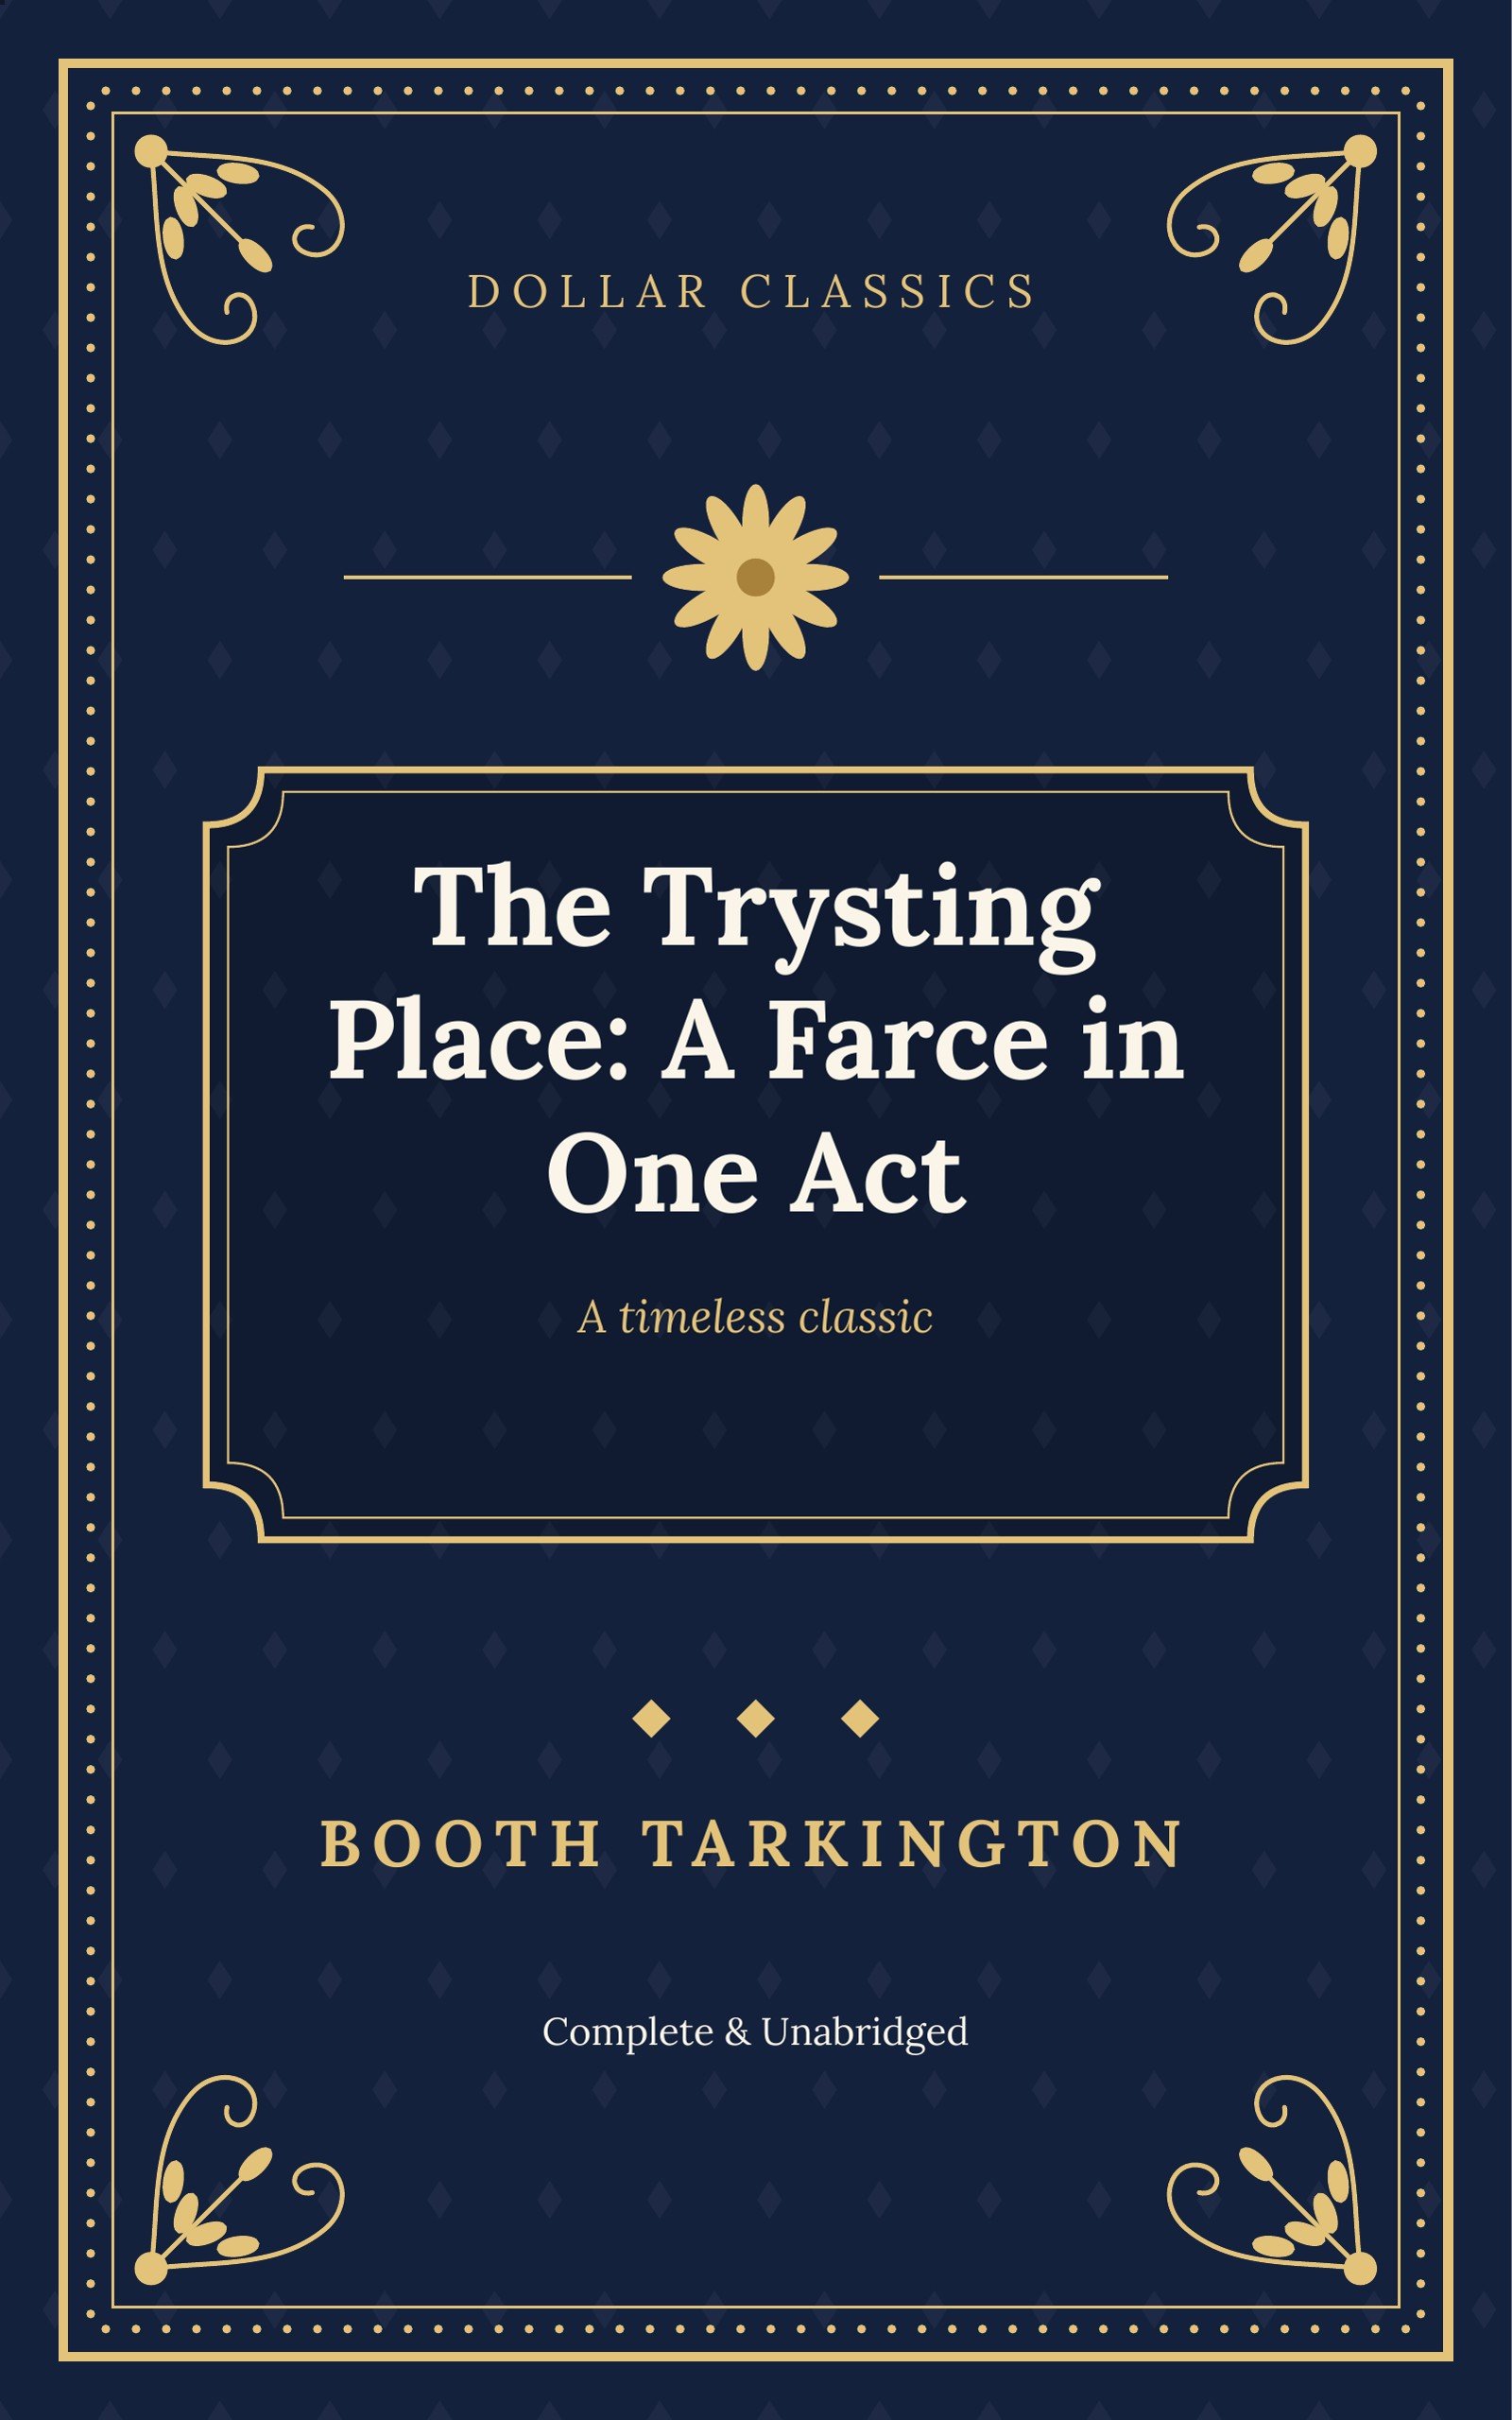 DOLLAR CLASSICS
The Trysting
Place: A Farce in
One Act
A timeless classic
BOOTH TARKINGTON
Complete & Unabridged